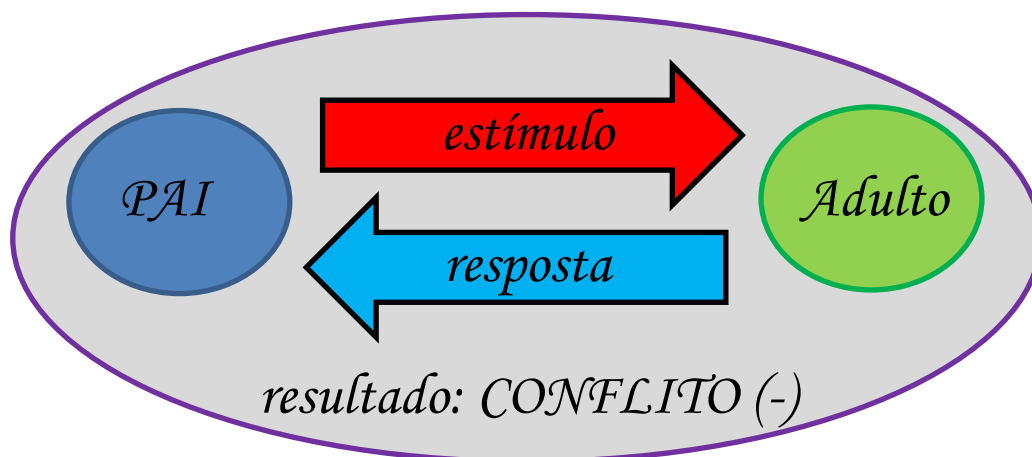 estímulo
PAI
Adulto
resposta
resultado: CONFLITO (-)